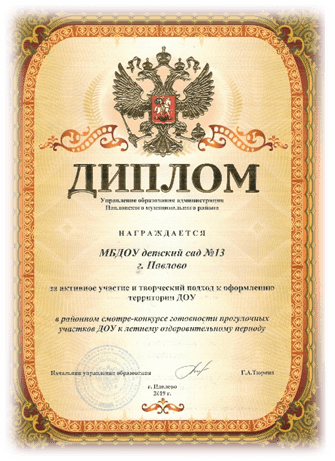 ДИПЛОМ
Управление образования администрации
Павловского муниципального района
НАГРАЖДАЕТСЯ
МБДОУ детский сад №13
г. Павлово
за активное участие и творческий подход к оформлению
территории ДОУ
в районном смотре-конкурсе готовности прогулочных
участков ДОУ к летнему оздоровительному периоду
Начальник управления образования
г. Павлово
2019 г.